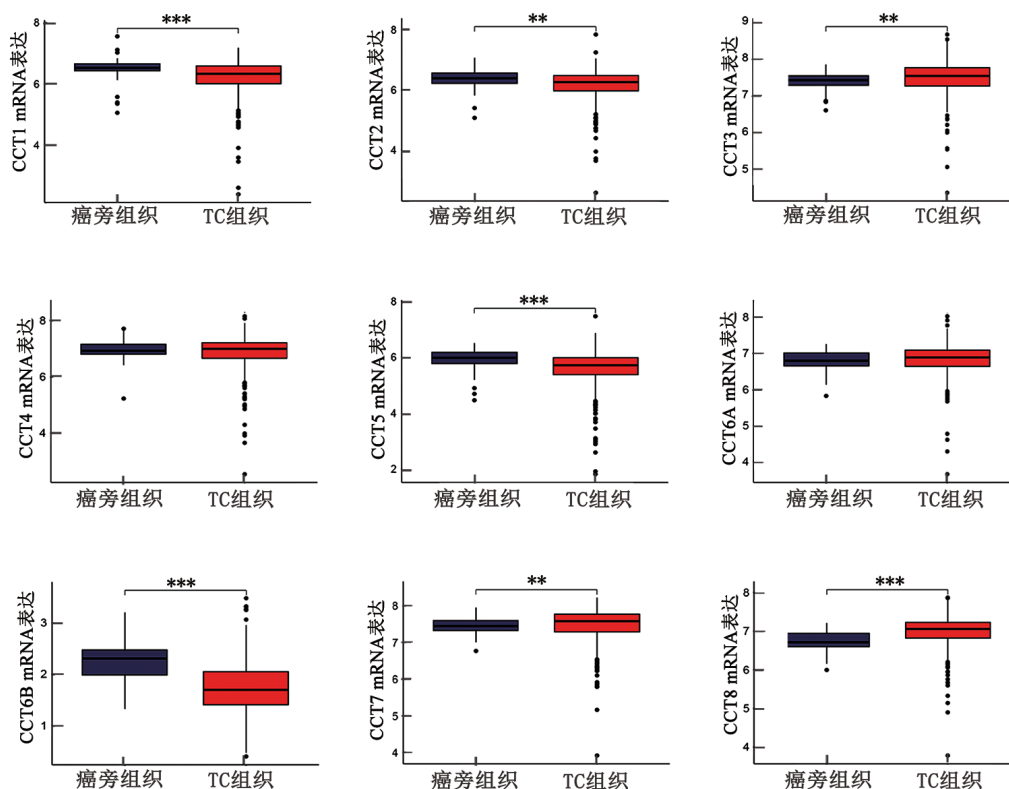 ***
CCT1 mRNA表达
8
6
4
癌旁组织 TC组织
**
CCT2 mRNA表达
8
6
4
癌旁组织 TC组织
**
CCT3 mRNA表达
9
8
7
6
5
癌旁组织 TC组织
CCT4 mRNA表达
8
6
4
癌旁组织 TC组织
***
CCT5 mRNA表达
8
6
4
2
癌旁组织 TC组织
CCT6A mRNA表达
8
7
6
5
4
癌旁组织 TC组织
***
CCT6B mRNA表达
3
2
1
癌旁组织 TC组织
**
CCT7 mRNA表达
8
7
6
5
4
癌旁组织 TC组织
***
CCT8 mRNA表达
8
7
6
5
4
癌旁组织 TC组织